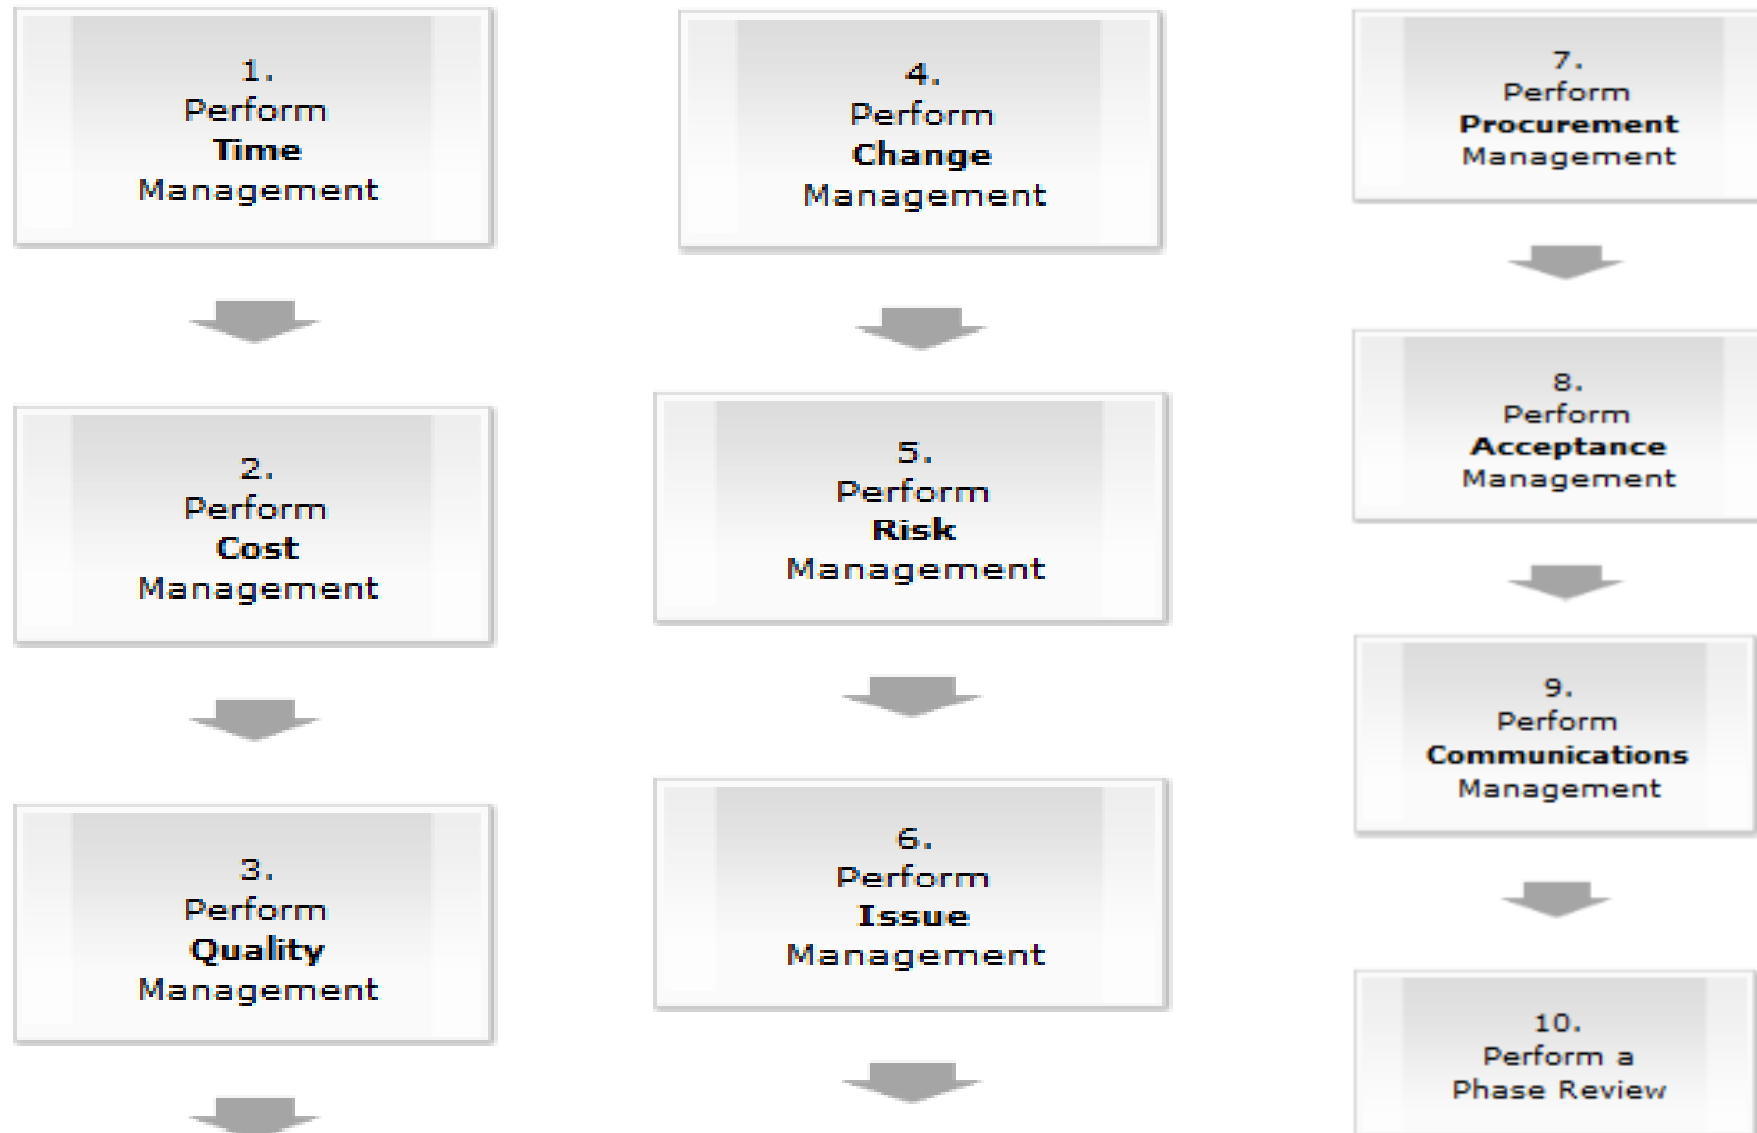 1.
Perform
Time
Management
2.
Perform
Cost
Management
3.
Perform
Quality
Management
4.
Perform
Change
Management
5.
Perform
Risk
Management
6.
Perform
Issue
Management
7.
Perform
Procurement
Management
8.
Perform
Acceptance
Management
9.
Perform
Communications
Management
10.
Perform a
Phase Review